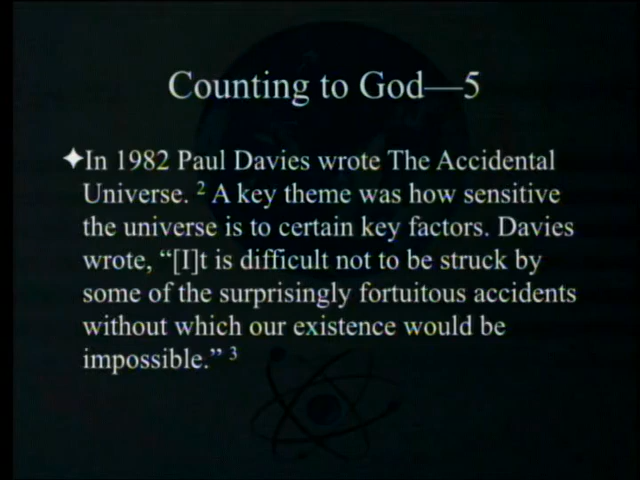 Counting to God—5
✦In 1982 Paul Davies wrote The Accidental
Universe. ² A key theme was how sensitive
the universe is to certain key factors. Davies
wrote, “[I]t is difficult not to be struck by
some of the surprisingly fortuitous accidents
without which our existence would be
impossible.” ³